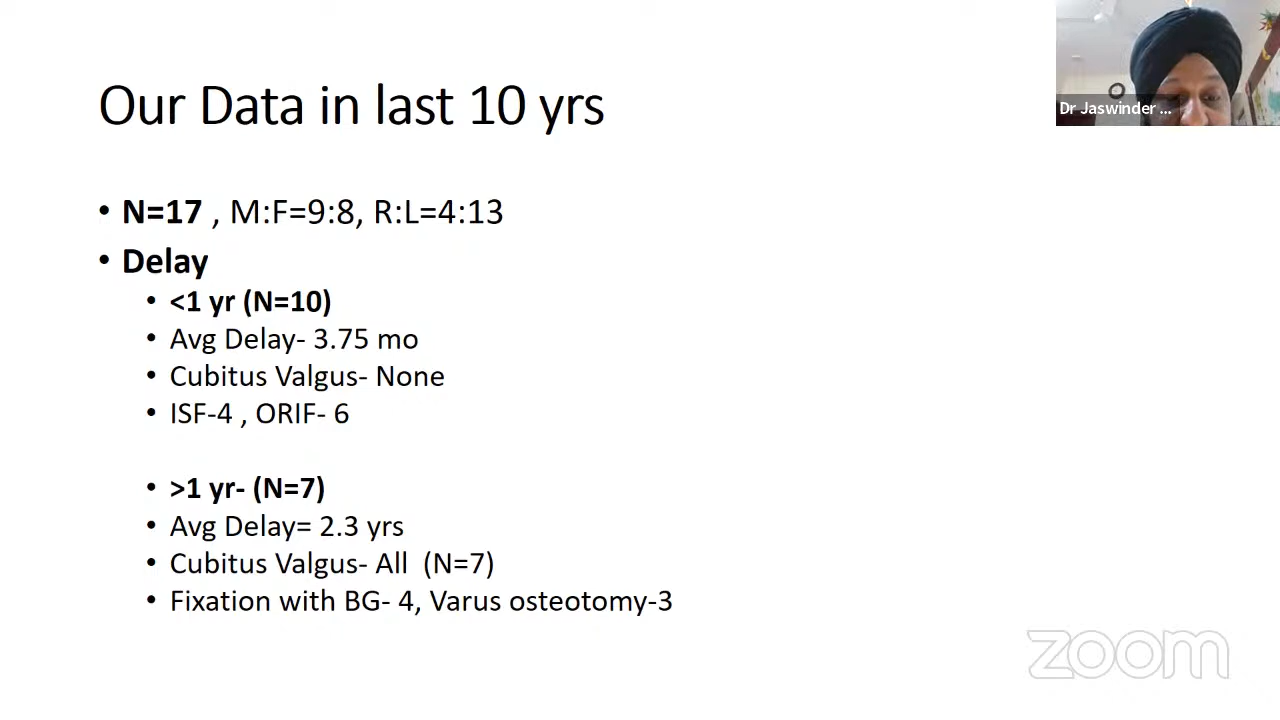 Our Data in last 10 yrs
Dr Jaswinder ...
• N=17 , M:F=9:8, R:L=4:13
• Delay
• <1 yr (N=10)
• Avg Delay- 3.75 mo
• Cubitus Valgus- None
• ISF-4 , ORIF- 6
• >1 yr- (N=7)
• Avg Delay= 2.3 yrs
• Cubitus Valgus- All (N=7)
• Fixation with BG- 4, Varus osteotomy-3
zoom